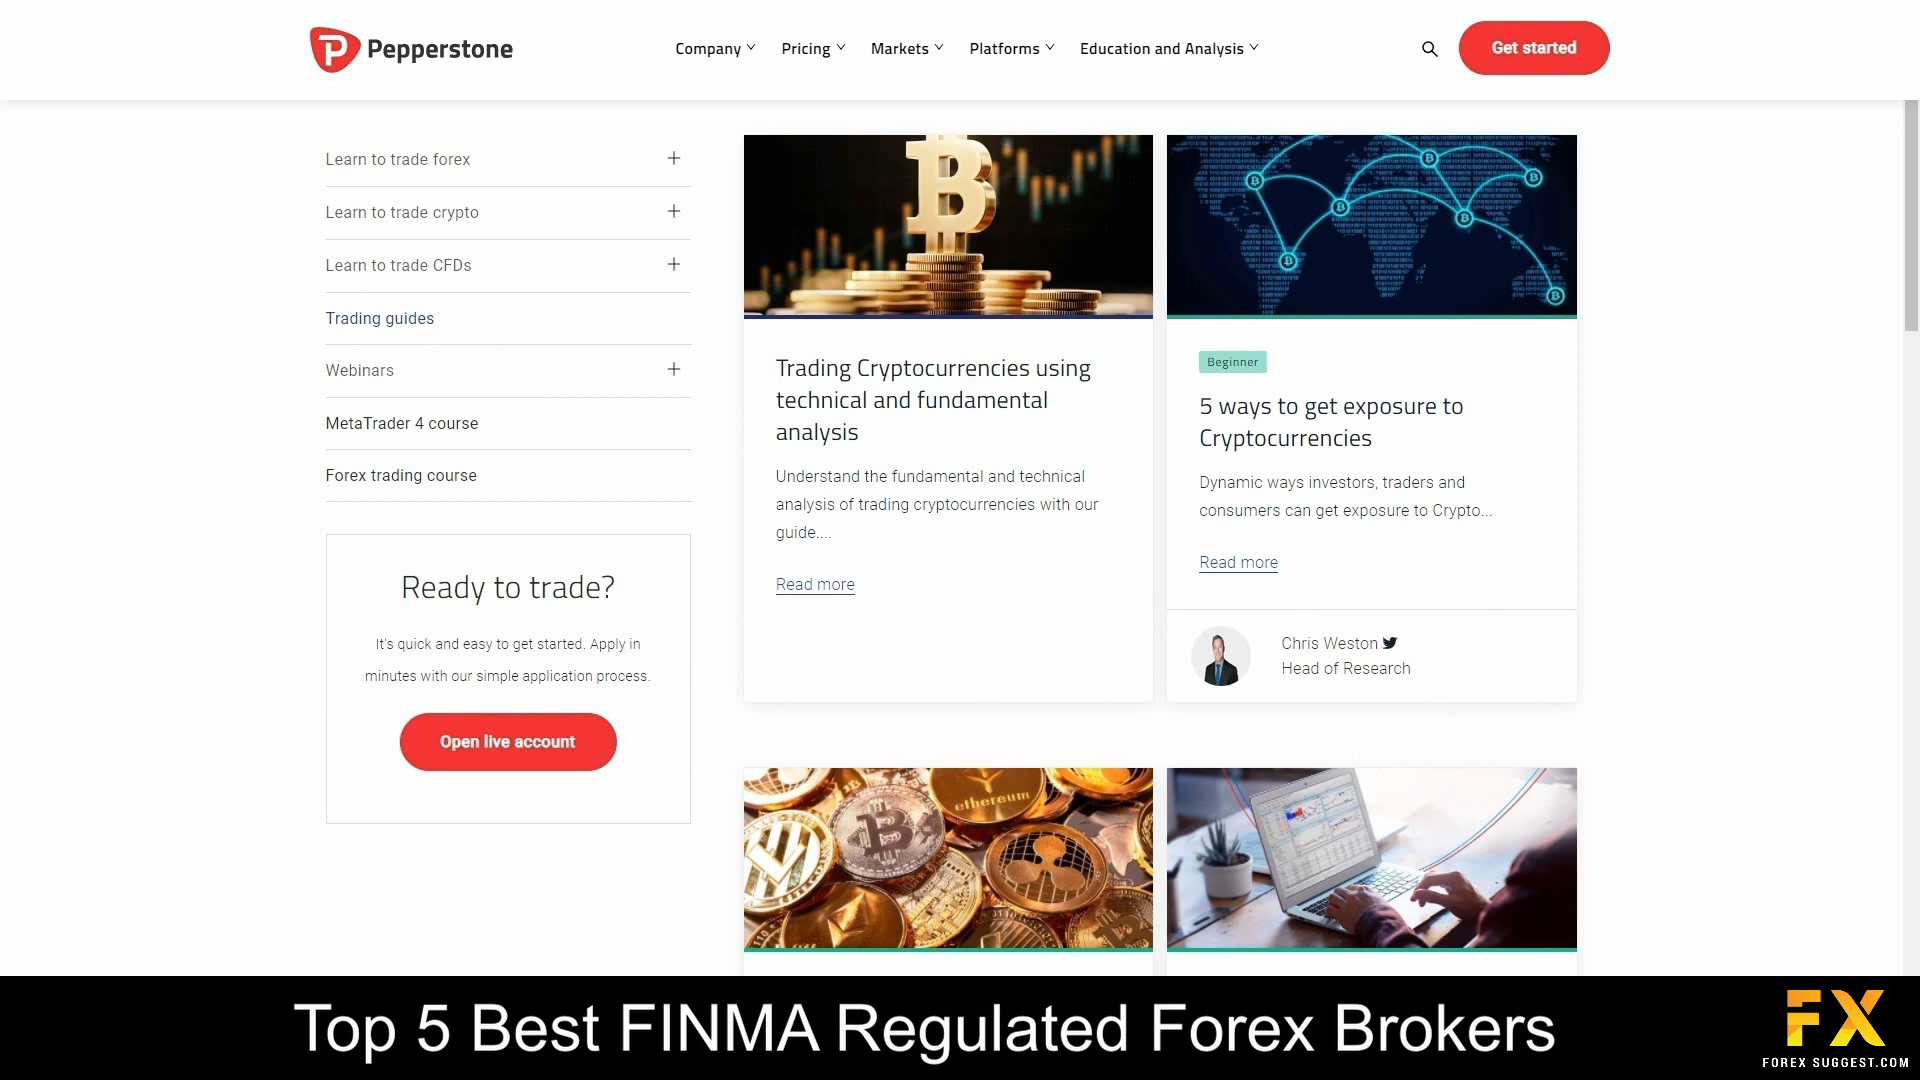 Pepperstone
Company
Pricing
Markets
Platforms
Education and Analysis
Get started
Learn to trade forex
Learn to trade crypto
Learn to trade CFDs
Trading guides
Webinars
MetaTrader 4 course
Forex trading course
Ready to trade?
It's quick and easy to get started. Apply in
minutes with our simple application process.
Open live account
Trading Cryptocurrencies using
technical and fundamental
analysis
Understand the fundamental and technical
analysis of trading cryptocurrencies with our
guide....
Read more
Beginner
5 ways to get exposure to
Cryptocurrencies
Dynamic ways investors, traders and
consumers can get exposure to Crypto...
Read more
Chris Weston
Head of Research
ethereum
Top 5 Best FINMA Regulated Forex Brokers
FX
FOREX SUGGEST.COM